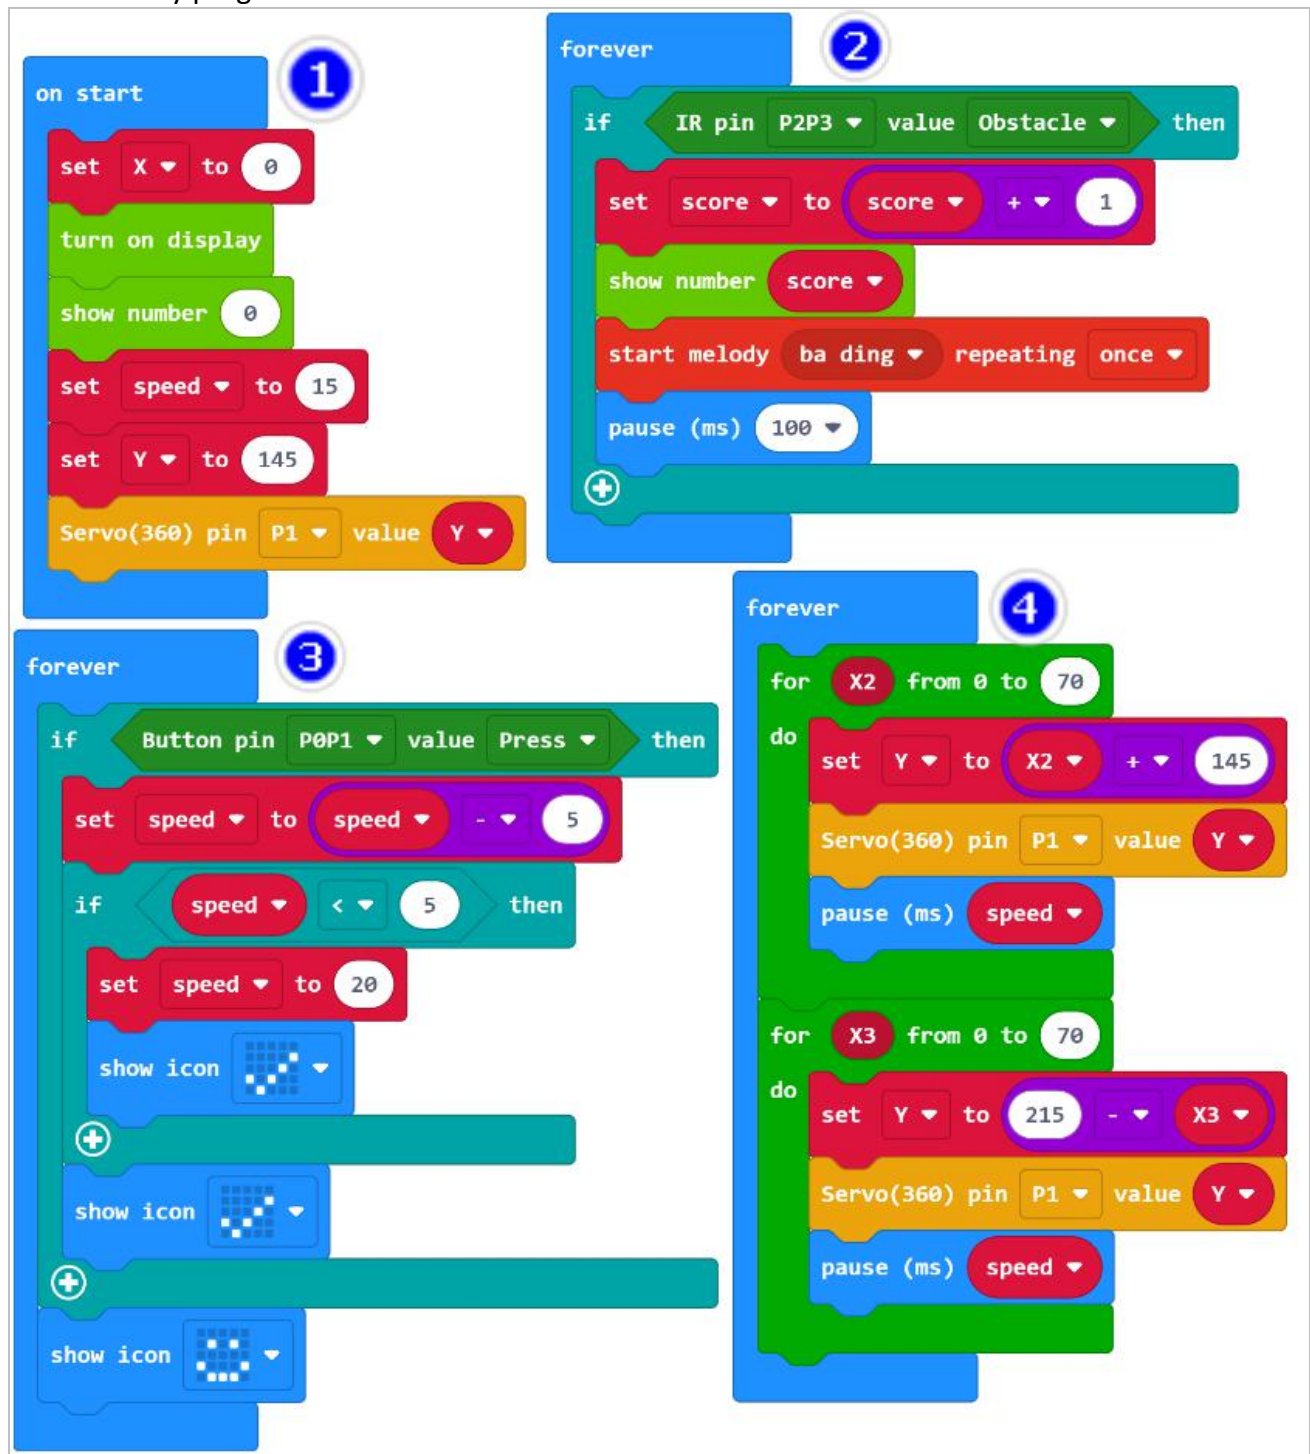 1
on start
set X to 0
turn on display
show number 0
set speed to 15
set Y to 145
Servo(360) pin P1 value Y
2
forever
if IR pin P2P3 value Obstacle then
set score to score + 1
show number score
start melody ba ding repeating once
pause (ms) 100
3
forever
if Button pin P0P1 value Press then
set speed to speed - 5
if speed < 5 then
set speed to 20
show icon
show icon
show icon
4
forever
for X2 from 0 to 70
do
set Y to X2 + 145
Servo(360) pin P1 value Y
pause (ms) speed
for X3 from 0 to 70
do
set Y to 215 - X3
Servo(360) pin P1 value Y
pause (ms) speed